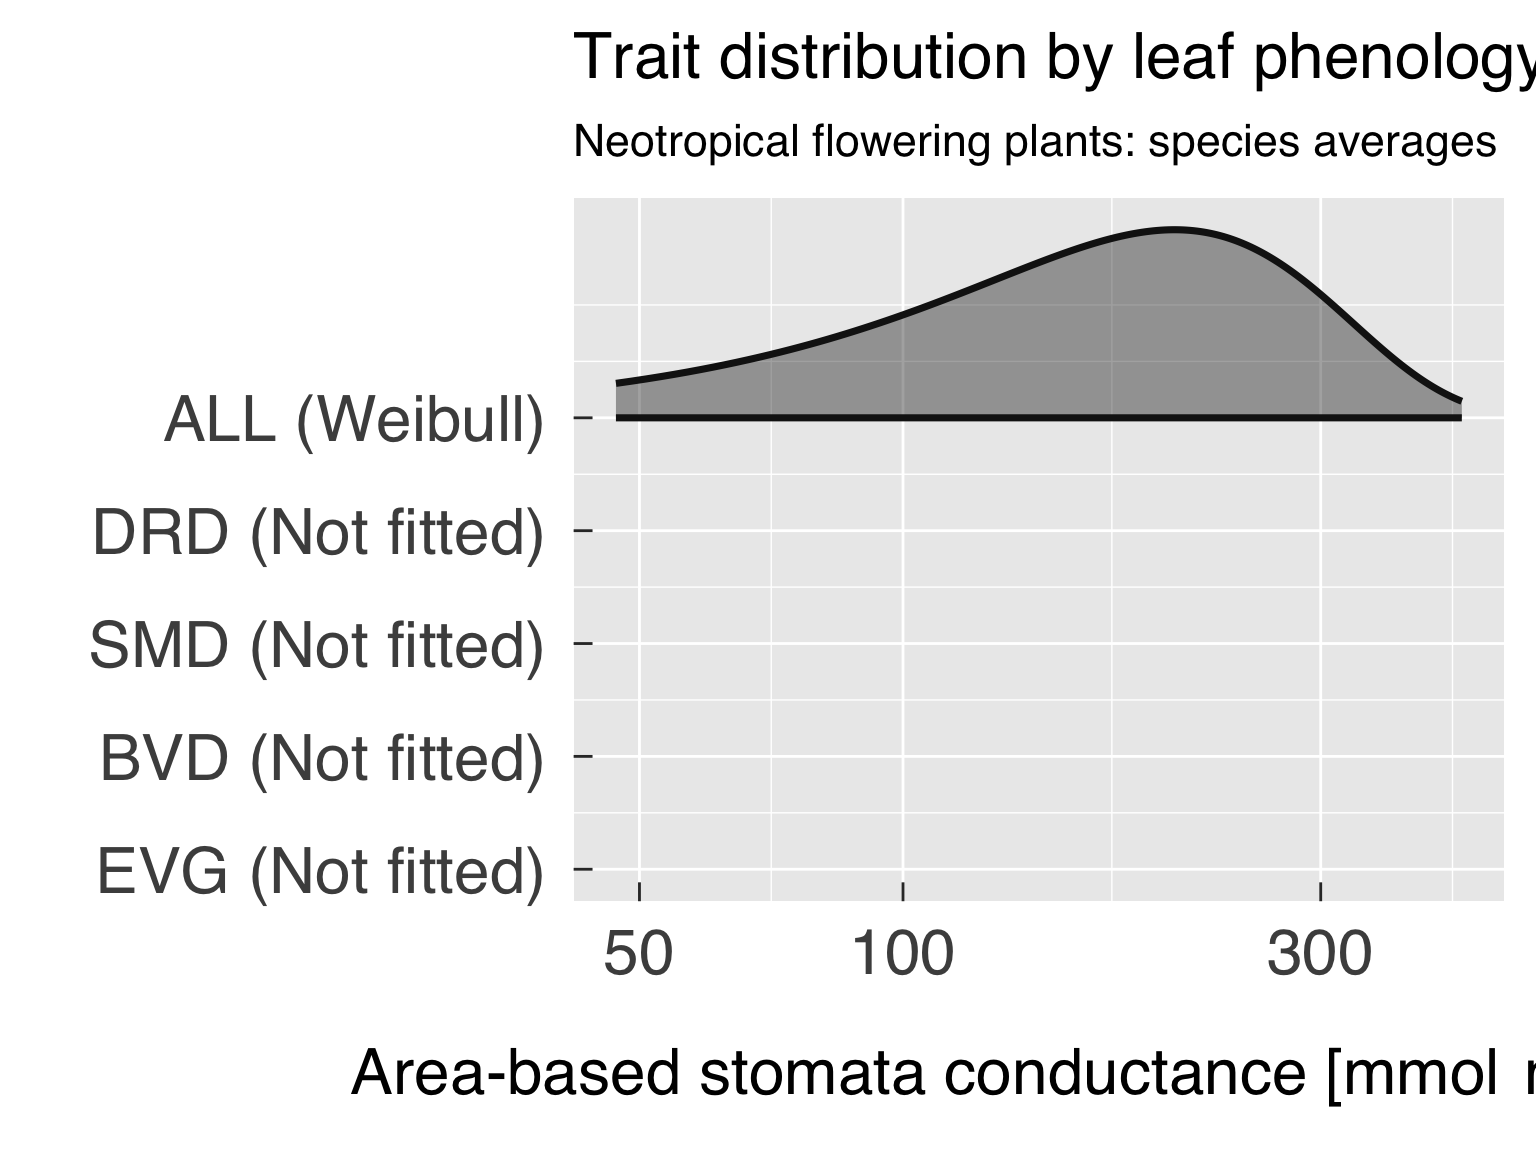 Trait distribution by leaf phenology
Neotropical flowering plants: species averages
ALL (Weibull)
DRD (Not fitted)
SMD (Not fitted)
BVD (Not fitted)
EVG (Not fitted)
50 100 300
Area-based stomata conductance [mmol